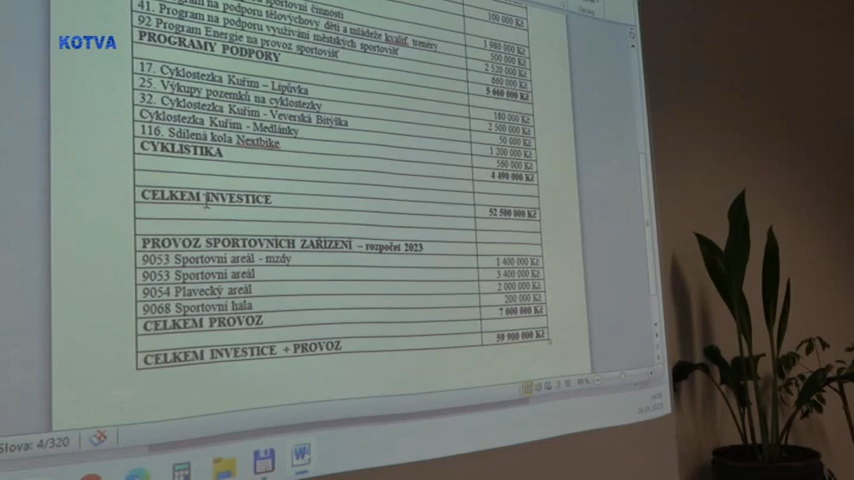 KOTVA
sportovní činnosti
100 000 Kč
41. Program na podporu tělovýchovy dětí a mládeže kvalif. trenéry
1 980 000 Kč
na podporu využívání městských sportovišť
500 000 Kč
92 Program Energie na provoz sportovišť
2 520 000 Kč
660 000 Kč
PROGRAMY PODPORY
5 660 000 Kč
17. Cyklostezka Kuřim – Lipůvka
180 000 Kč
25. Výkupy pozemků na cyklostezky
2 500 000 Kč
32. Cyklostezka Kuřim - Veverská Bítýška
50 000 Kč
Cyklostezka Kuřim - Medlánky
1 200 000 Kč
116. Sdílená kola Nextbike
560 000 Kč
CYKLISTIKA
4 490 000 Kč
CELKEM INVESTICE
52 500 000 Kč
PROVOZ SPORTOVNÍCH ZAŘÍZENÍ – rozpočet 2023
9053 Sportovní areál - mzdy
1 400 000 Kč
9053 Sportovní areál
3 400 000 Kč
9054 Plavecký areál
2 000 000 Kč
9068 Sportovní hala
200 000 Kč
CELKEM PROVOZ
7 000 000 Kč
CELKEM INVESTICE + PROVOZ
59 900 000 Kč
Slova: 4/320